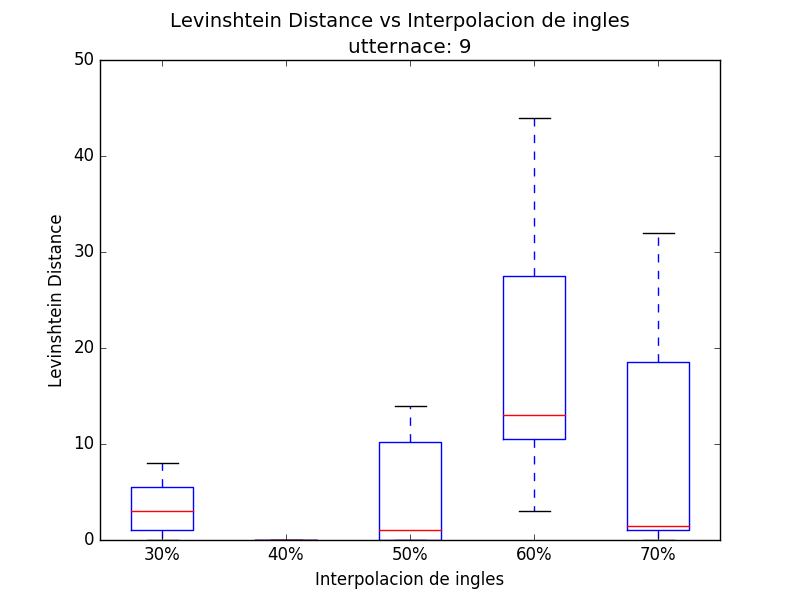 Levinshtein Distance vs Interpolacion de ingles
utternace: 9
50
40
30
20
10
0
Levinshtein Distance
30% 40% 50% 60% 70%
Interpolacion de ingles